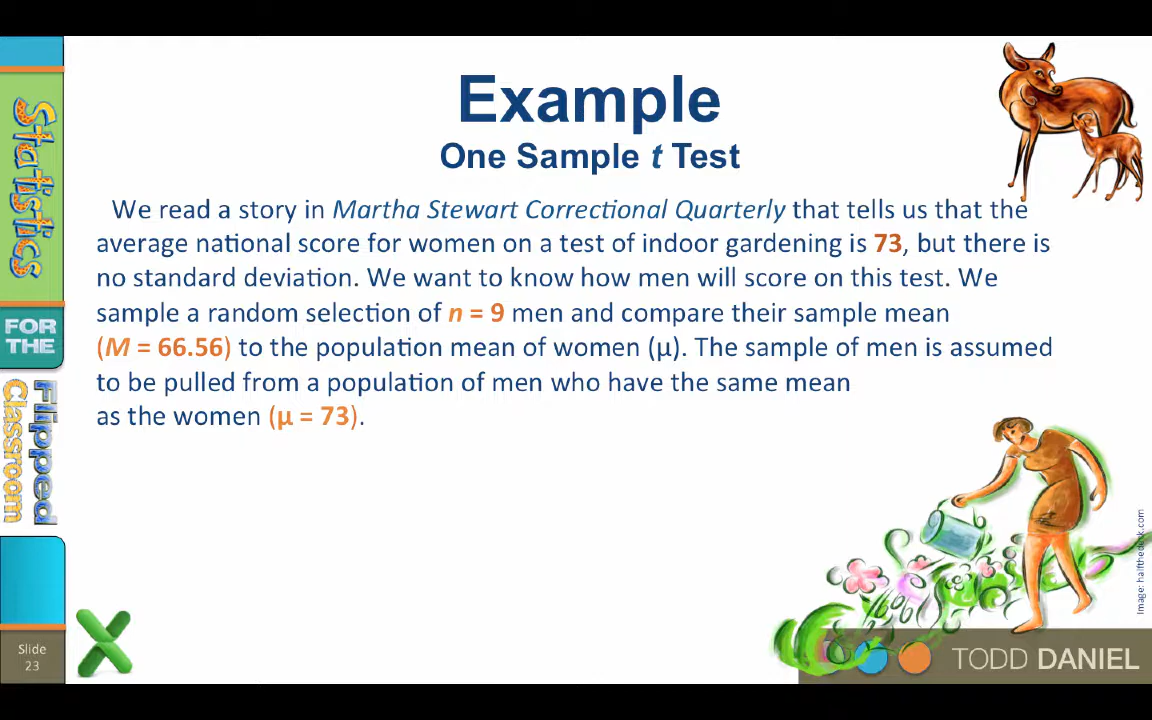 Example
One Sample t Test
We read a story in Martha Stewart Correctional Quarterly that tells us that the
average national score for women on a test of indoor gardening is 73, but there is
no standard deviation. We want to know how men will score on this test. We
sample a random selection of n = 9 men and compare their sample mean
(M = 66.56) to the population mean of women (μ). The sample of men is assumed
to be pulled from a population of men who have the same mean
as the women (μ = 73).
Statistics
FOR
THE
Flipped
Classroom
Slide
23
Image: halfthedeck.com
TODD DANIEL